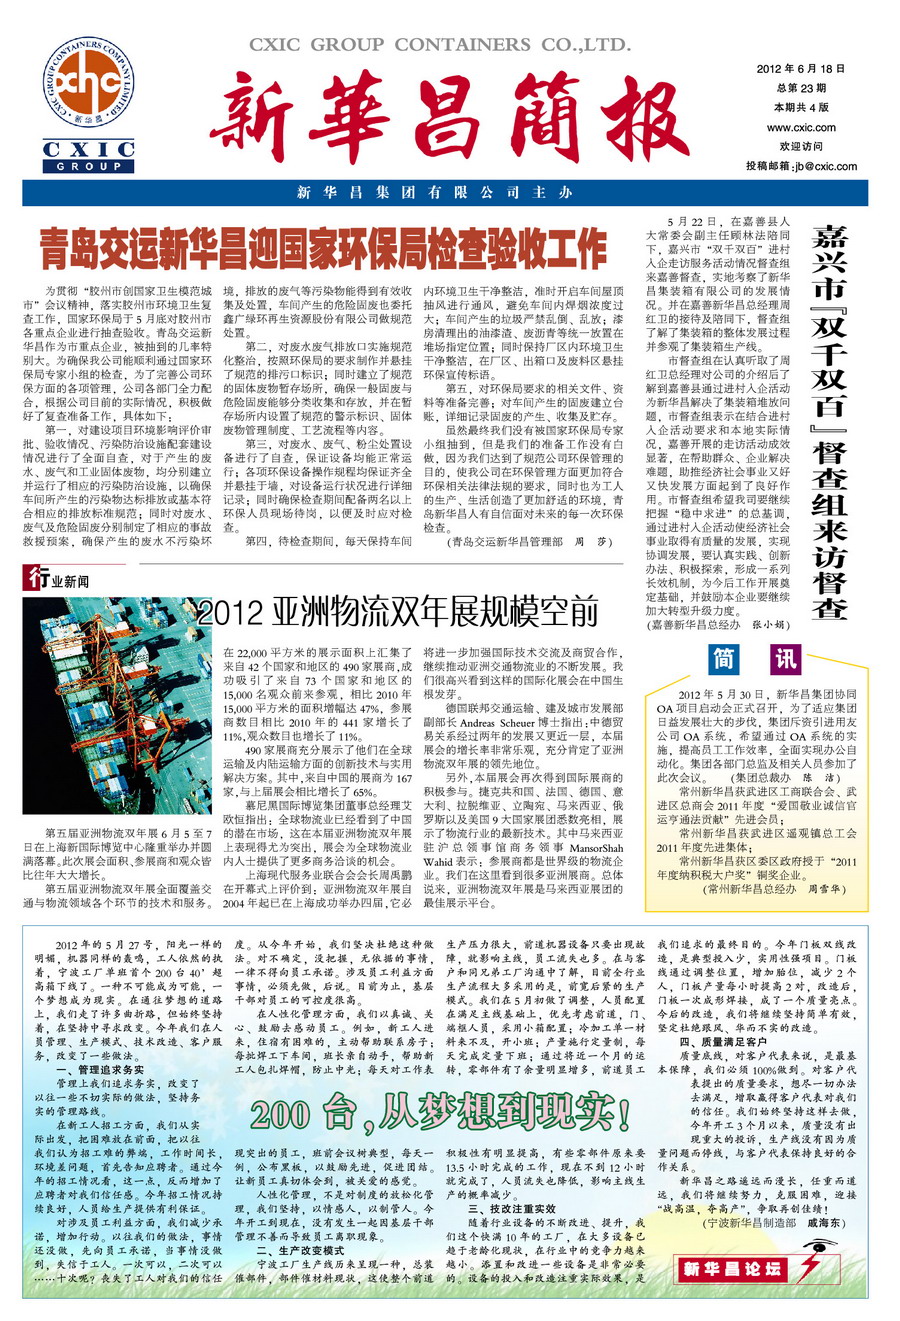 CXIC GROUP CONTAINERS CO.,LTD.
CXIC GROUP CONTAINERS COMPANY LIMITED
xhc
新华昌
CXIC
GROUP
新華昌簡报
2012 年 6 月 18 日
总第 23 期
本期共 4 版
www.cxic.com
欢迎访问
投稿邮箱:jb@cxic.com
新华昌集团有限公司主办
青岛交运新华昌迎国家环保局检查验收工作
为贯彻“胶州市创国家卫生模范城
市”会议精神，落实胶州市环境卫生复
查工作，国家环保局于 5 月底对胶州市
各重点企业进行抽查验收。青岛交运新
华昌作为市重点企业，被抽到的几率特
别大。为确保我公司能顺利通过国家环
保局专家小组的检查，为了完善公司环
保方面的各项管理，公司各部门全力配
合，根据公司目前的实际情况，积极做
好了复查准备工作，具体如下：
第一，对建设项目环境影响评价审
批、验收情况、污染防治设施配套建设
情况进行了全面自查，对于产生的废
水、废气和工业固体废物，均分别建立
并运行了相应的污染防治设施，以确保
车间所产生的污染物达标排放或基本符
合相应的排放标准规范；同时对废水、
废气及危险固废分别制定了相应的事故
救援预案，确保产生的废水不污染环
境，排放的废气等污染物能得到有效收
集及处置，车间产生的危险固废也委托
鑫广绿环再生资源股份有限公司做规范
处置。
第二，对废水废气排放口实施规范
化整治，按照环保局的要求制作并悬挂
了规范的排污口标识；同时建立了规范
的固体废物暂存场所，确保一般固废与
危险固废能够分类收集和存放，并在暂
存场所内设置了规范的警示标识、固体
废物管理制度、工艺流程等内容。
第三，对废水、废气、粉尘处置设
备进行了自查，保证设备均能正常运
行；各项环保设备操作规程均保证齐全
并悬挂于墙，对设备运行状况进行详细
记录；同时确保检查期间配备两名以上
环保人员现场待岗，以便及时应对检
查。
第四，待检查期间，每天保持车间
内环境卫生干净整洁，准时开启车间屋顶
抽风进行通风，避免车间内焊烟浓度过
大；车间产生的垃圾严禁乱倒、乱放；漆
房清理出的油漆渣、废沥青等统一放置在
堆场指定位置；同时保持厂区内环境卫生
干净整洁，在厂区、出箱口及废料区悬挂
环保宣传标语。
第五，对环保局要求的相关文件、资
料等准备完善；对车间产生的固废建立台
账，详细记录固废的产生、收集及贮存。
虽然最终我们没有被国家环保局专家
小组抽到，但是我们的准备工作没有白
做，因为我们达到了规范公司环保管理的
目的，使我公司在环保管理方面更加符合
环保相关法律法规的要求，同时也为工人
的生产、生活创造了更加舒适的环境，青
岛新华昌人有自信面对未来的每一次环保
检查。
(青岛交运新华昌管理部 周 莎)
嘉兴市『双千双百』督查组来访督查
5 月 22 日，在嘉善县人
大常委会副主任顾林法陪同
下，嘉兴市“双千双百”进村
入企走访服务活动情况督查组
来嘉善督查，实地考察了新华
昌集装箱有限公司的发展情
况。并在嘉善新华昌总经理周
红卫的接待及陪同下，督查组
了解了集装箱的整体发展过程
并参观了集装箱生产线。
市督查组在认真听取了周
红卫总经理对公司的介绍后了
解到嘉善县通过进村入企活动
为新华昌解决了集装箱堆放问
题，市督查组表示在结合进村
入企活动要求和本地实际情
况，嘉善开展的走访活动成效
显著，在帮助群众、企业解决
难题，助推经济社会事业又好
又快发展方面起到了良好作
用。市督查组希望我司要继续
把握“稳中求进”的总基调，
通过进村入企活动使经济社会
事业取得有质量的发展，实现
协调发展，要认真实践、创新
办法、积极探索，形成一系列
长效机制，为今后工作开展奠
定基础，并鼓励本企业要继续
加大转型升级力度。
(嘉善新华昌总经办 张小娟)
行业新闻
2012 亚洲物流双年展规模空前
第五届亚洲物流双年展 6 月 5 至 7
日在上海新国际博览中心隆重举办并圆
满落幕。此次展会面积、参展商和观众皆
比往年大大增长。
第五届亚洲物流双年展全面覆盖交
通与物流领域各个环节的技术和服务。
在 22,000 平方米的展示面积上汇集了
来自 42 个国家和地区的 490 家展商,成
功吸引了来自 73 个国家和地区的
15,000 名观众前来参观，相比 2010 年
15,000 平方米的面积增幅达 47%，参展
商数目相比 2010 年的 441 家增长了
11%,观众数目也增长了 11%。
490 家展商充分展示了他们在全球
运输及内陆运输方面的创新技术与实用
解决方案。其中,来自中国的展商为 167
家,与上届展会相比增长了 65%。
慕尼黑国际博览集团董事总经理艾
欧恒指出：全球物流业已经看到了中国
的潜在市场，这在本届亚洲物流双年展
上表现得尤为突出，展会为全球物流业
内人士提供了更多商务洽谈的机会。
上海现代服务业联合会会长周禹鹏
在开幕式上评价到：亚洲物流双年展自
2004 年起已在上海成功举办四届,它必
将进一步加强国际技术交流及商贸合作,
继续推动亚洲交通物流业的不断发展。我
们很高兴看到这样的国际化展会在中国生
根发芽。
德国联邦交通运输、建及城市发展部
副部长 Andreas Scheuer 博士指出：中德贸
易关系经过两年的发展又更近一层，本届
展会的增长率非常乐观，充分肯定了亚洲
物流双年展的领先地位。
另外,本届展会再次得到国际展商的
积极参与。捷克共和国、法国、德国、意
大利、拉脱维亚、立陶宛、马来西亚、俄
罗斯以及美国 9 大国家展团悉数亮相，展
示了物流行业的最新技术。其中马来西亚
驻沪总领事馆商务领事 MansorShah
Wahid 表示；参展商都是世界级的物流企
业。我们在这里看到很多亚洲展商。总体
说来，亚洲物流双年展是马来西亚展团的
最佳展示平台。
简 讯
2012 年 5 月 30 日，新华昌集团协同
OA 项目启动会正式召开，为了适应集团
日益发展壮大的步伐，集团斥资引进用友
公司 OA 系统，希望通过 OA 系统的实
施，提高员工工作效率，全面实现办公自
动化。集团各部门总监及相关人员参加了
此次会议。 (集团总裁办 陈 洁)
常州新华昌获武进区工商联合会、武
进区总商会 2011 年度“爱国敬业诚信官
运亨通法贡献”先进会员；
常州新华昌获武进区遥观镇总工会
2011 年度先进集体；
常州新华昌获区委区政府授于“2011
年度纳税税大户奖”铜奖企业。
(常州新华昌总经办 周雪华)
2012 年的 5 月 27 号，阳光一样的
明媚，机器同样的轰鸣，工人依然的执
着，宁波工厂单班首个 200 台 40’超
高箱下线了。一种不可能成为可能，一
个梦想成为现实。在通往梦想的道路
上，我们走了许多曲折路，但始终坚持
着，在坚持中寻求改变。今年我们在人
员管理、生产模式、技术改造、客户服
务，改变了一些做法。
一、管理追求务实
管理上我们追求务实，改变了
以往一些不切实际的做法，坚持务
实的管理路线。
在新工人招工方面，我们从实
际出发，把困难放在前面，把以往
我们认为招工难的弊端，工作时间长，
环境差问题，首先告知应聘者。通过今
年的招工情况看，这一点，反而增加了
应聘者对我们信任感。今年招工情况持
续良好，人员给生产提供有利保证。
对涉及员工利益方面，我们减少承
诺，增加行动。以往我们的做法，事情
还没做，先向员工承诺，当事情没做
到，失信于工人。一次可以，二次可以
……十次呢？丧失了工人对我们的信任
度。从今年开始，我们坚决杜绝这种做
法。对不确定，没把握，无依据的事情，
一律不得向员工承诺。涉及员工利益方面
事情，必须先做，后说。目前为止，基层
干部对员工的可控度很高。
在人性化管理方面，我们以真诚、关
心、鼓励去感动员工。例如，新工人进
来，住宿有困难的，主动帮助联系房子；
每批焊工下车间，班长亲自动手，帮助新
工人包扎焊帽，防止中光；每天对工作表
200 台,从梦想到现实!
现突出的员工，班前会议树典型，每天一
例，公布黑板，以鼓励先进，促进团结。
让新员工真切体会到，被关爱的感觉。
人性化管理，不是对制度的放松化管
理，我们坚持，以情感人，以制管人。今
年开工到现在，没有发生一起因基层干部
管理不善而导致员工离职现象。
二、生产改变模式
宁波工厂生产线历来呈现一种，总装
催部件，部件催材料现状，这使整个前道
生产压力很大，前道机器设备只要出现故
障，就影响主线，员工流失也多。在与客
户和同兄弟工厂沟通中了解，目前全行业
生产流程大多采用的是，前宽后紧的生产
模式。我们在 5 月初做了调整，人员配置
在满足主线基础上，优先考虑前道，门、
端框人员，采用小箱配置；冷加工单一材
料来不及，开小班；产量施行定量制，每
天完成定量下班；通过将近一个月的运
转，零部件有了余量明显增多，前道员工
积极性有明显提高，有些零部件原来要
13.5 小时完成的工作，现在不到 12 小时
就完成了，人员流失也降低，影响主线生
产的概率减少。
三、技改注重实效
随着行业设备的不断改进、提升，我
们这个快满 10 年的工厂，在大多设备已
趋于老龄化现状，在行业中的竞争力越来
越小。添置和改进一些设备是非常必要
的。设备的投入和改造注重实际效果，是
我们追求的最终目的。今年门板双线改
造，是典型投入少，实用性强项目。门板
线通过调整位置，增加胎位，减少 2 个
人，门板产量每小时提高 2 对，改造后，
门板一次成形焊接，成了一个质量亮点。
今后的改造，我们将继续坚持简单有效，
坚定杜绝跟风、华而不实的改造。
四、质量满足客户
质量底线，对客户代表来说，是最基
本保障，我们必须 100%做到。对客户代
表提出的质量要求，想尽一切办法
去满足，增取赢得客户代表对我们
的信任。我们始终坚持这样去做，
今年开工 3 个月以来，质量没有出
现重大的投诉，生产线没有因为质
量问题而停线，与客户代表保持良好的合
作关系。
新华昌之路遥远而漫长，任重而道
远，我们将继续努力，克服困难，迎接
“战高温，夺高产”，争取再创佳绩！
(宁波新华昌制造部 戚海东)
新华昌论坛